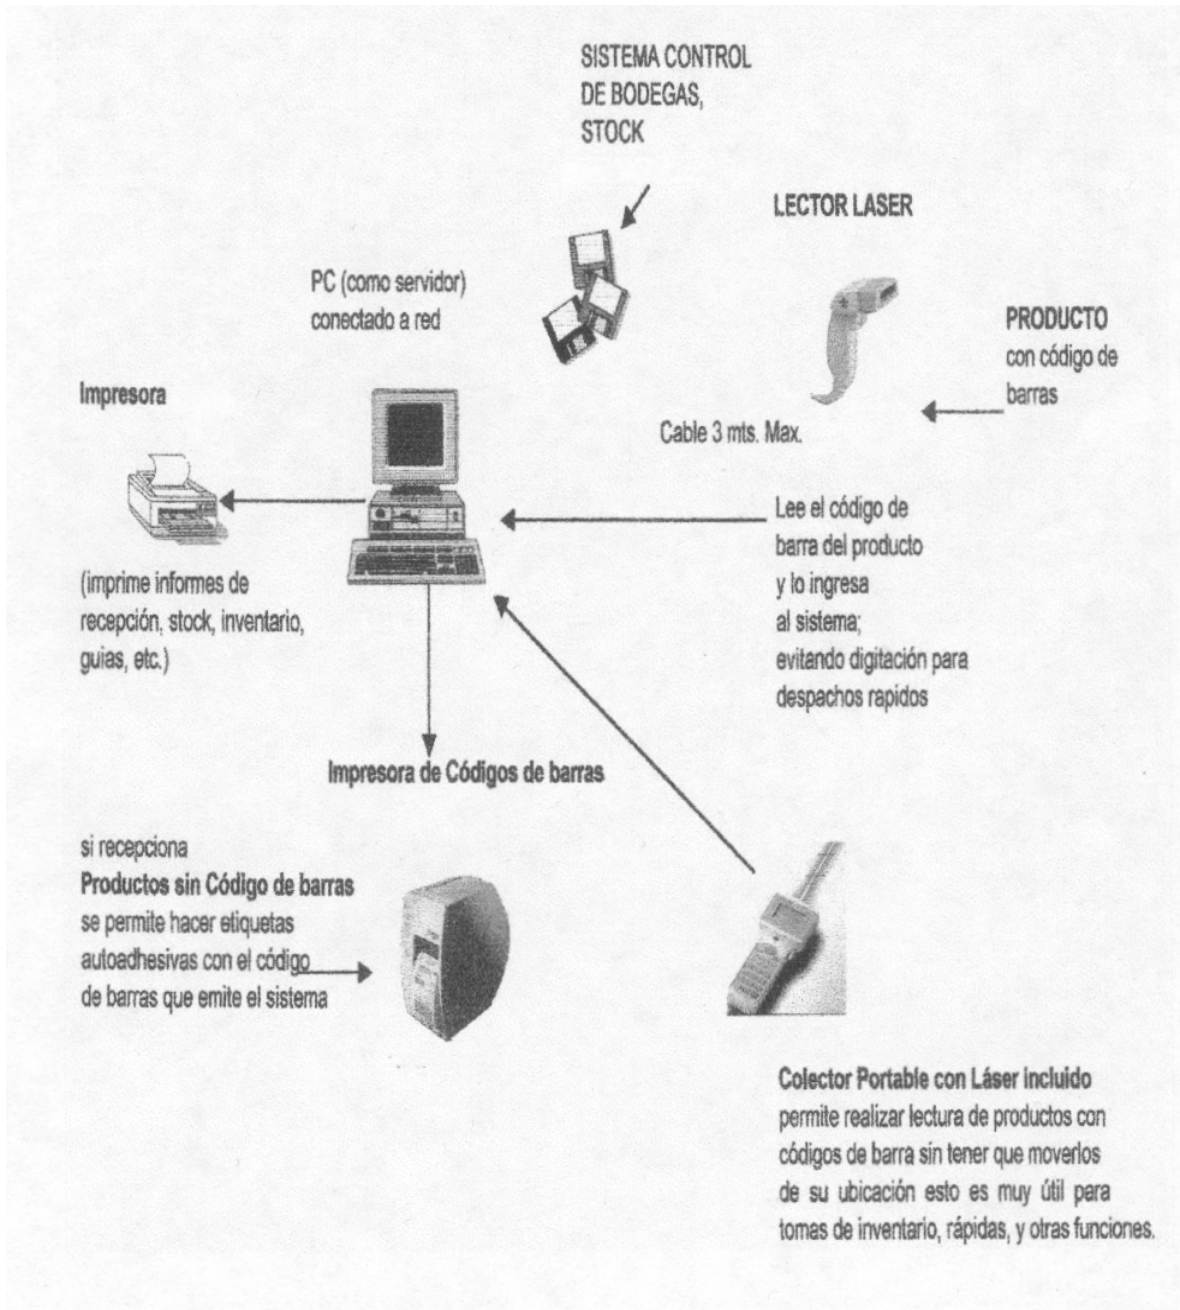 SISTEMA CONTROL
DE BODEGAS,
STOCK
LECTOR LASER
PC (como servidor)
conectado a red
PRODUCTO
con código de
barras
Impresora
Cable 3 mts. Max.
Lee el código de
barra del producto
y lo ingresa
al sistema;
evitando digitación para
despachos rapidos
(imprime informes de
recepción, stock, inventario,
guias, etc.)
Impresora de Códigos de barras
si recepciona
Productos sin Código de barras
se permite hacer etiquetas
autoadhesivas con el código
de barras que emite el sistema
Colector Portable con Láser incluido
permite realizar lectura de productos con
códigos de barra sin tener que moverlos
de su ubicación esto es muy útil para
tomas de inventario, rápidas, y otras funciones.